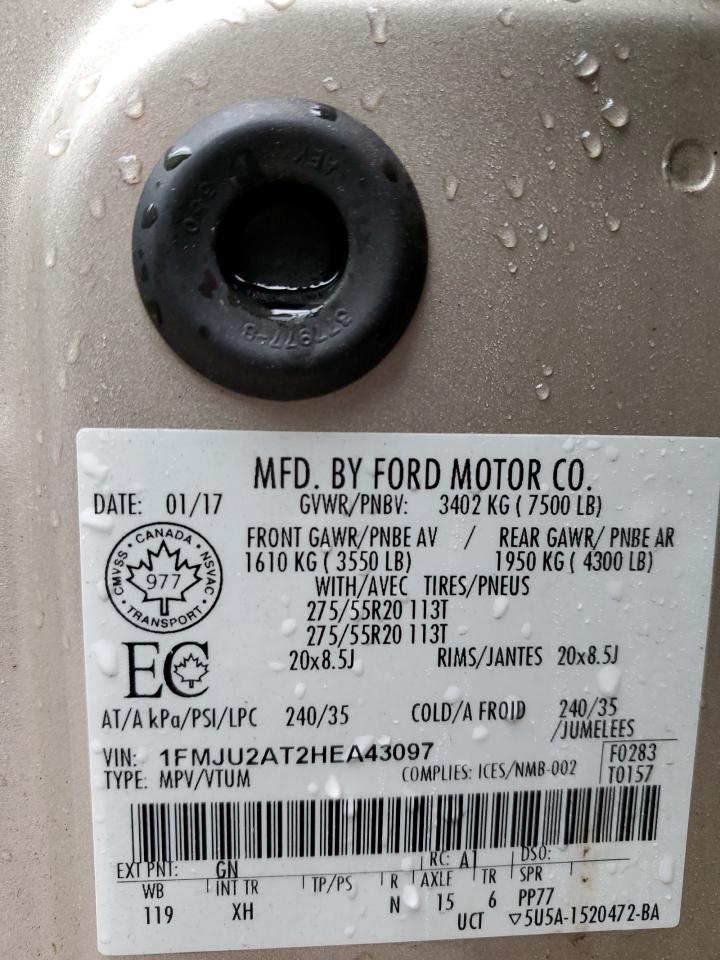 AEK
377977-S
MFD. BY FORD MOTOR CO.
DATE: 01/17 GVWR/PNBV: 3402 KG ( 7500 LB)
FRONT GAWR/PNBE AV / REAR GAWR/ PNBE AR
1610 KG ( 3550 LB) 1950 KG ( 4300 LB)
WITH/AVEC TIRES/PNEUS
275/55R20 113T
275/55R20 113T
20x8.5J RIMS/JANTES 20x8.5J
CMVSS • CANADA • NSVAC • TRANSPORT •
977
EC
AT/A kPa/PSI/LPC 240/35 COLD/A FROID 240/35
/JUMELEES
VIN: 1FMJU2AT2HEA43097 F0283
TYPE: MPV/VTUM COMPLIES: ICES/NMB-002 T0157
EXT PNT: GN RC: A1 DSO:
WB INT TR TP/PS R AXLE TR SPR
119 XH N 15 6 PP77
UCT ▽5U5A-1520472-BA